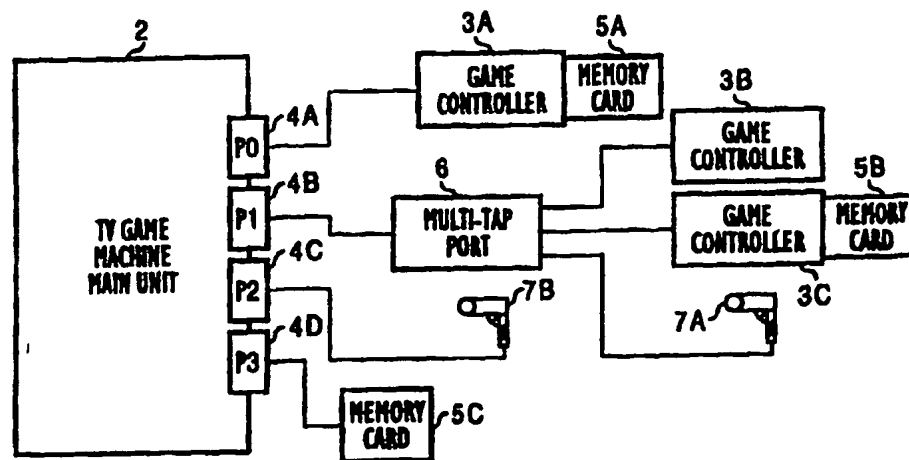 2
3A
5A
GAME
CONTROLLER
MEMORY
CARD
3B
4A
P0
GAME
CONTROLLER
5B
4B
P1
6
MULTI-TAP
PORT
GAME
CONTROLLER
MEMORY
CARD
TV GAME
MACHINE
MAIN UNIT
4C
P2
7B
7A
3C
4D
P3
MEMORY
CARD
5C